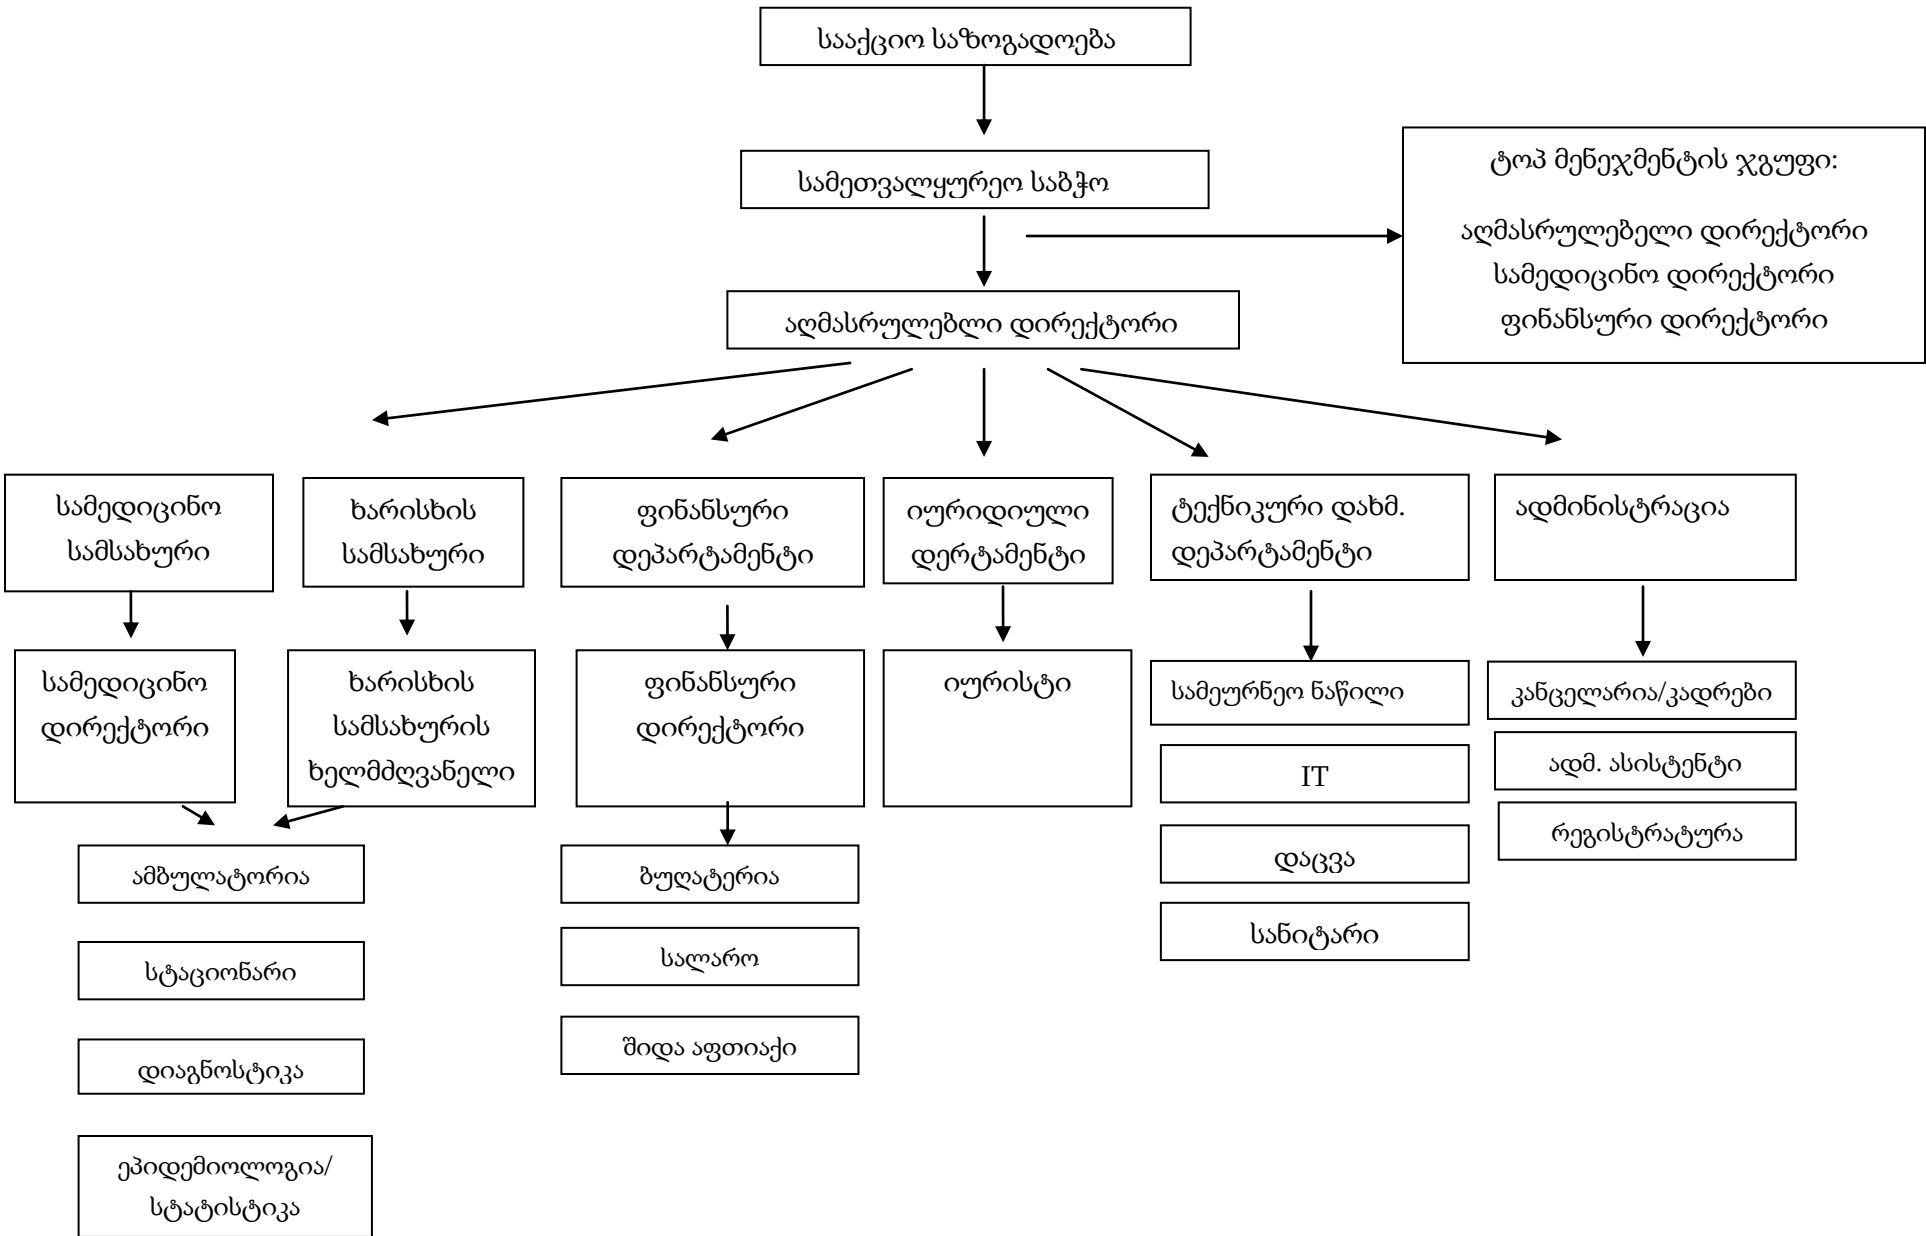 სააქციო საზოგადოება
სამეთვალყურეო საბჭო
ტოპ მენეჯმენტის ჯგუფი:
აღმასრულებელი დირექტორი
სამედიცინო დირექტორი
ფინანსური დირექტორი
აღმასრულებლი დირექტორი
სამედიცინო
სამსახური
ხარისხის
სამსახური
ფინანსური
დეპარტამენტი
იურიდიული
დერტამენტი
ტექნიკური დახმ.
დეპარტამენტი
ადმინისტრაცია
სამედიცინო
დირექტორი
ხარისხის
სამსახურის
ხელმძღვანელი
ფინანსური
დირექტორი
იურისტი
სამეურნეო ნაწილი
IT
დაცვა
სანიტარი
კანცელარია/კადრები
ადმ. ასისტენტი
რეგისტრატურა
ამბულატორია
სტაციონარი
დიაგნოსტიკა
ეპიდემიოლოგია/
სტატისტიკა
ბუღატერია
სალარო
შიდა აფთიაქი